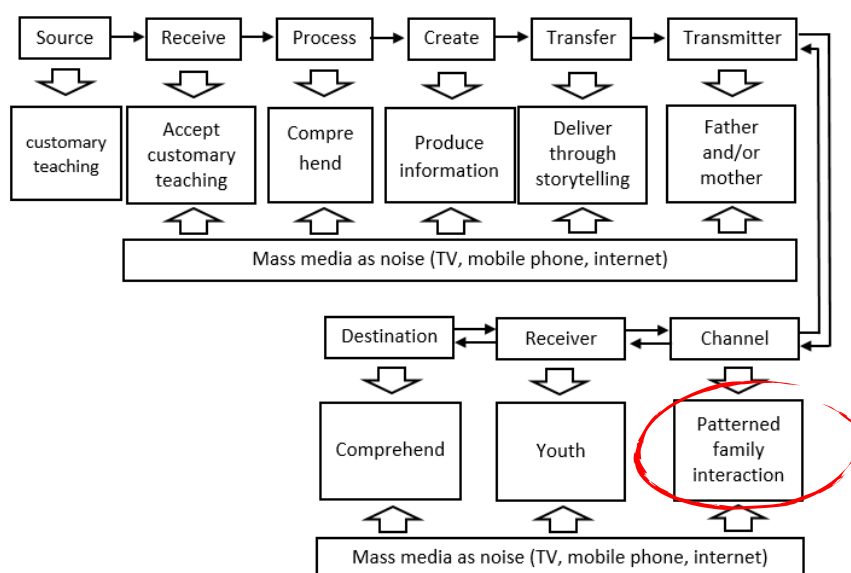 Source
Receive
Process
Create
Transfer
Transmitter
customary
teaching
Accept
customary
teaching
Compre
hend
Produce
information
Deliver
through
storytelling
Father
and/or
mother
Mass media as noise (TV, mobile phone, internet)
Destination
Receiver
Channel
Comprehend
Youth
Patterned
family
interaction
Mass media as noise (TV, mobile phone, internet)